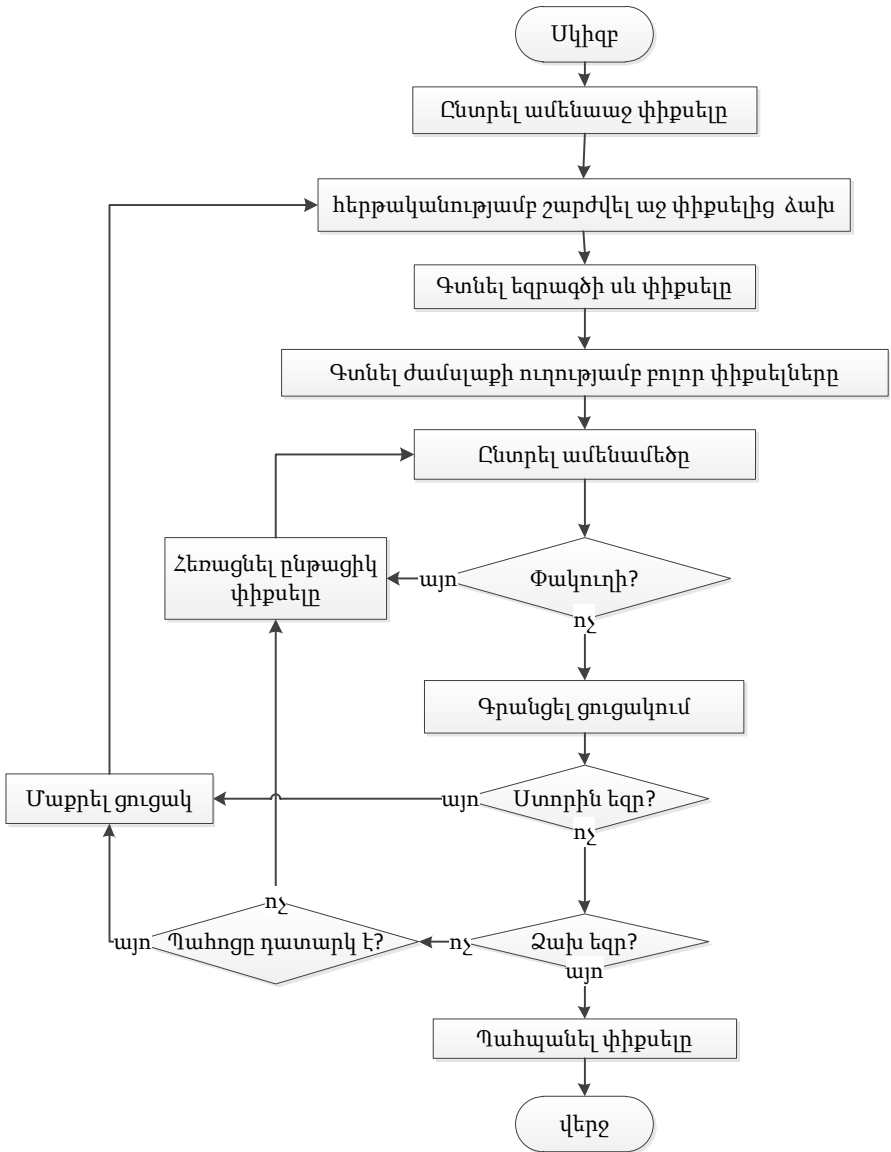 Սկիզբ
Ընտրել ամենաաջ փիքսելը
հերթականությամբ շարժվել աջ փիքսելից ձախ
Գտնել եզրագծի սև փիքսելը
Գտնել ժամսլաքի ուղությամբ բոլոր փիքսելները
Ընտրել ամենամեծը
Հեռացնել ընթացիկ
փիքսելը
այո
Փակուղի?
ոչ
Գրանցել ցուցակում
Մաքրել ցուցակ
այո
Ստորին եզր?
ոչ
ոչ
այո
Պահոցը դատարկ է?
ոչ
Ձախ եզր?
այո
Պահպանել փիքսելը
վերջ